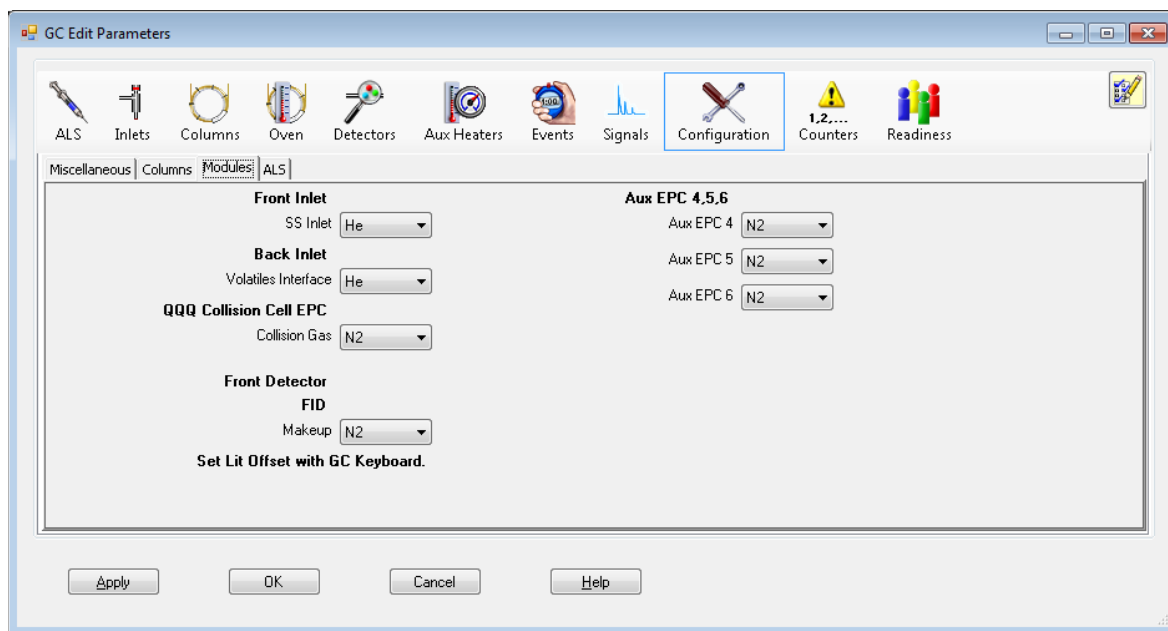 GC Edit Parameters
1:00
1,2,...
ALS Inlets Columns Oven Detectors Aux Heaters Events Signals Configuration Counters Readiness
Miscellaneous Columns Modules ALS
Front Inlet
SS Inlet He
Back Inlet
Volatiles Interface He
QQQ Collision Cell EPC
Collision Gas N2
Front Detector
FID
Makeup N2
Set Lit Offset with GC Keyboard.
Aux EPC 4,5,6
Aux EPC 4 N2
Aux EPC 5 N2
Aux EPC 6 N2
Apply OK Cancel Help